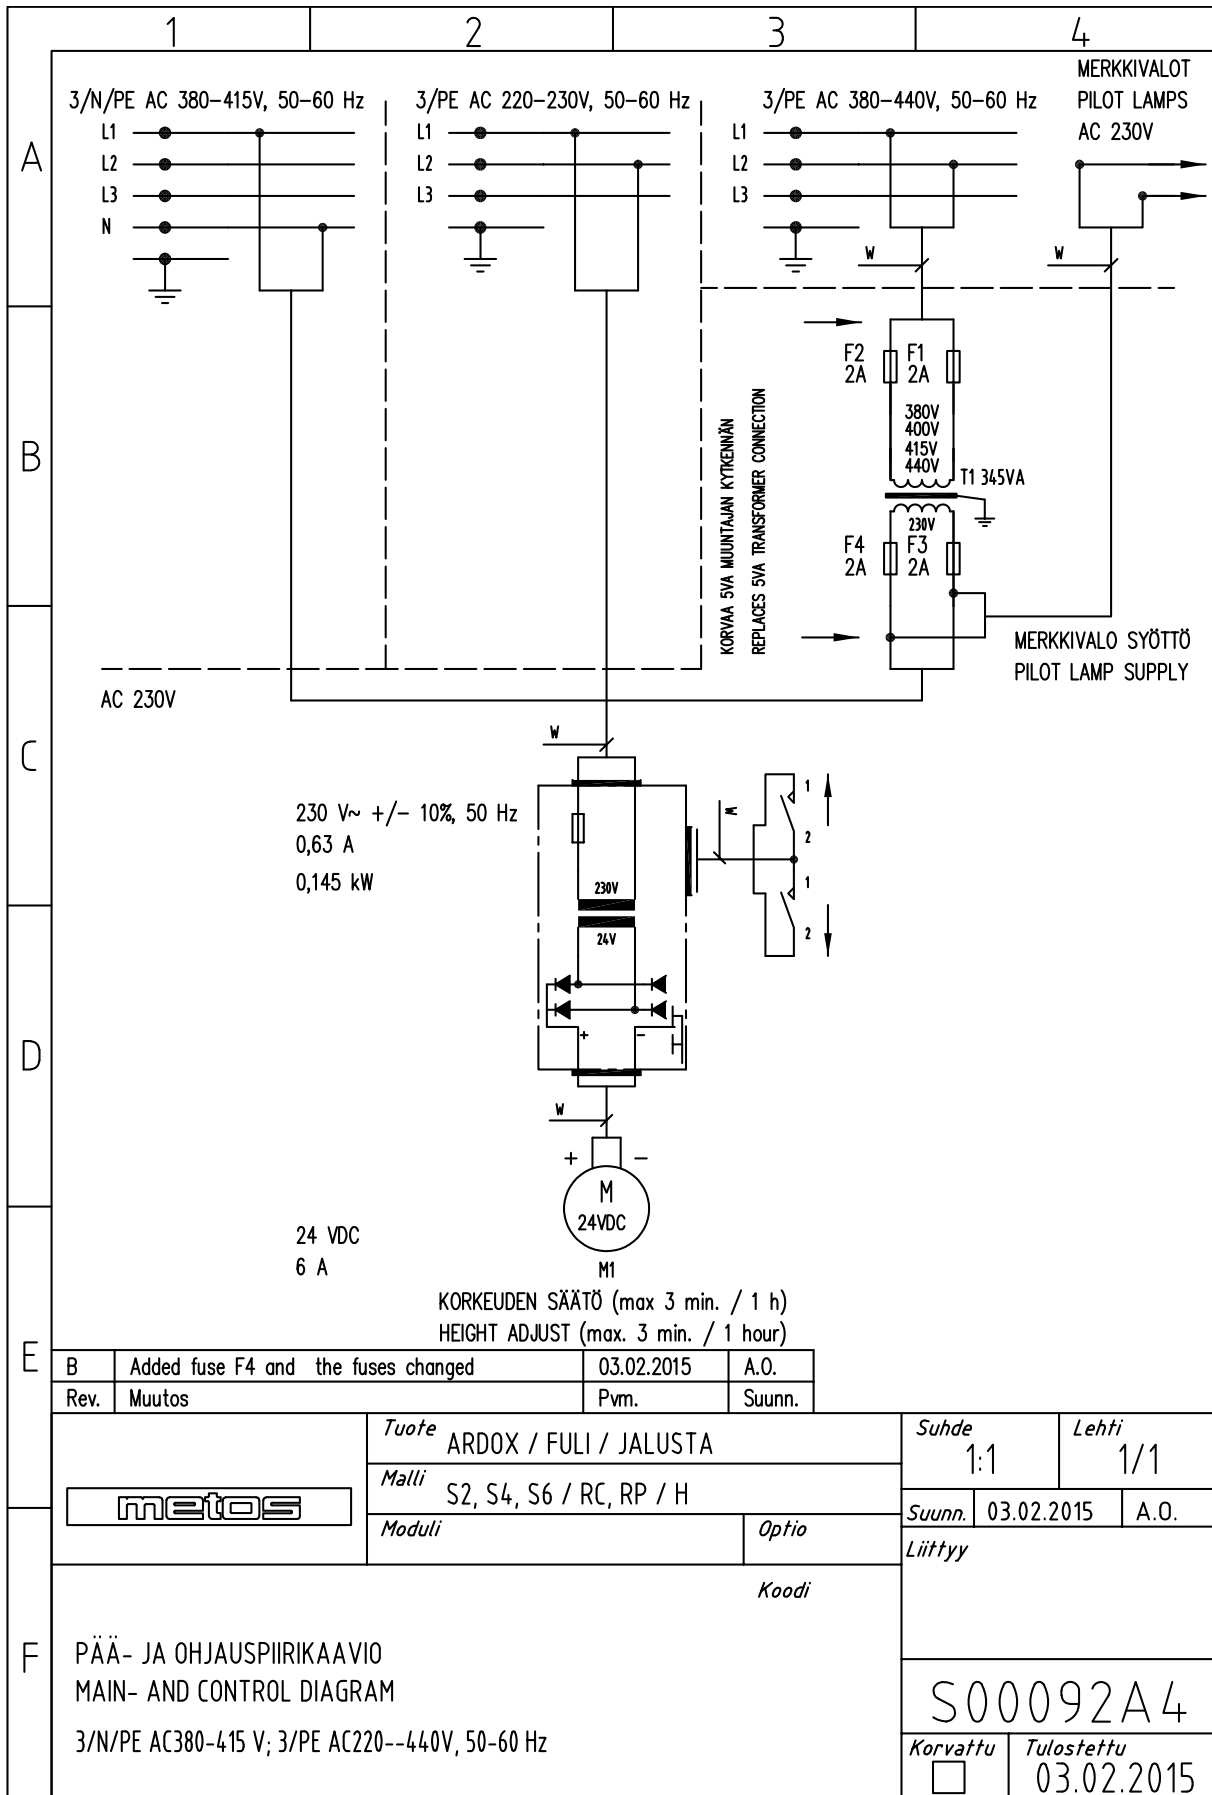 1 2 3 4
A
B
C
D
E
F
3/N/PE AC 380-415V, 50-60 Hz
L1
L2
L3
N
3/PE AC 220-230V, 50-60 Hz
L1
L2
L3
3/PE AC 380-440V, 50-60 Hz
L1
L2
L3
W
MERKKIVALOT
PILOT LAMPS
AC 230V
W
F2 F1
2A 2A
380V
400V
415V
440V
T1 345VA
230V
F4 F3
2A 2A
KORVAA 5VA MUUNTAJAN KYTKENNÄN
REPLACES 5VA TRANSFORMER CONNECTION
MERKKIVALO SYÖTTÖ
PILOT LAMP SUPPLY
AC 230V
W
230 V~ +/- 10%, 50 Hz
0,63 A
0,145 kW
230V
24V
W
1
2
1
2
+ -
W
+ -
M
24VDC
M1
24 VDC
6 A
KORKEUDEN SÄÄTÖ (max 3 min. / 1 h)
HEIGHT ADJUST (max. 3 min. / 1 hour)
B Added fuse F4 and the fuses changed 03.02.2015 A.O.
Rev. Muutos Pvm. Suunn.
metos
Tuote ARDOX / FULI / JALUSTA
Malli S2, S4, S6 / RC, RP / H
Moduli Optio
Koodi
Suhde 1:1
Lehti 1/1
Suunn. 03.02.2015 A.O.
Liittyy
PÄÄ- JA OHJAUSPIIRIKAAVIO
MAIN- AND CONTROL DIAGRAM
3/N/PE AC380-415 V; 3/PE AC220--440V, 50-60 Hz
S00092A4
Korvattu
Tulostettu
03.02.2015